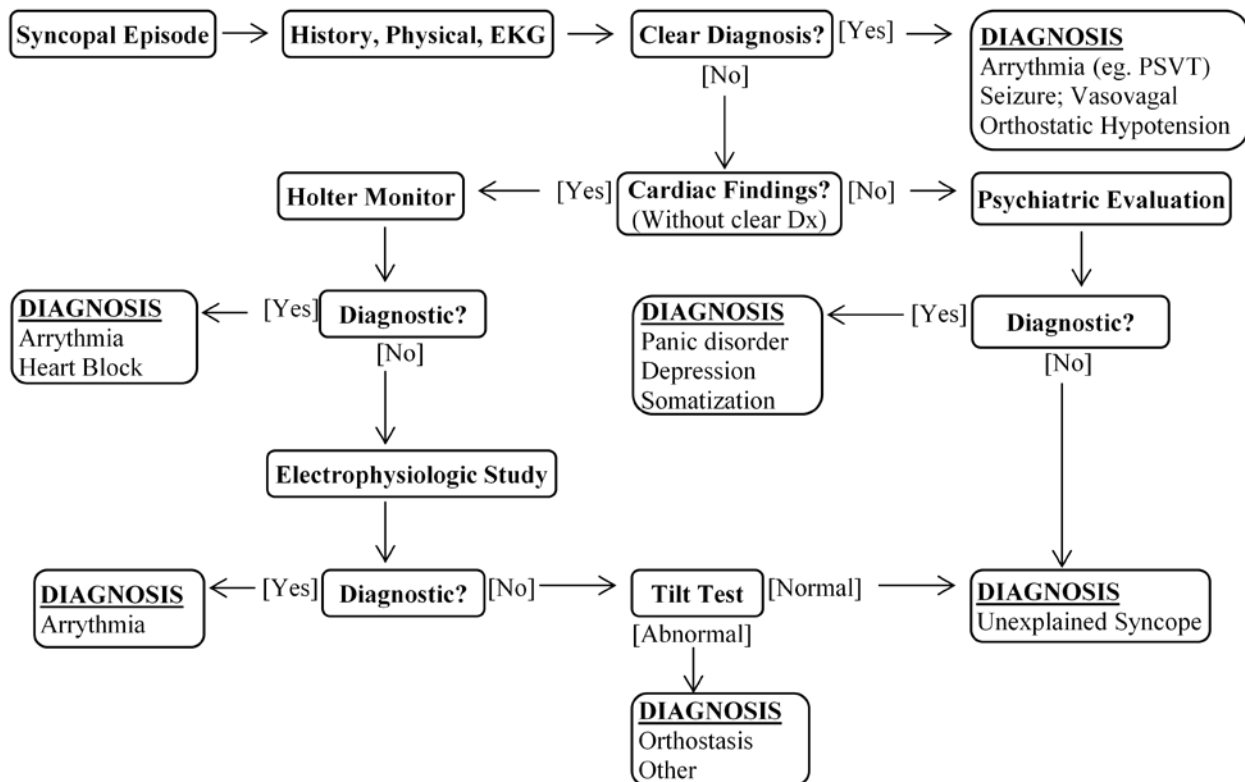 Syncopal Episode
History, Physical, EKG
Clear Diagnosis?
[Yes]
DIAGNOSIS
Arrythmia (eg. PSVT)
Seizure; Vasovagal
Orthostatic Hypotension
[No]
Holter Monitor
[Yes]
Cardiac Findings?
(Without clear Dx)
[No]
Psychiatric Evaluation
DIAGNOSIS
Arrythmia
Heart Block
[Yes]
Diagnostic?
[No]
DIAGNOSIS
Panic disorder
Depression
Somatization
[Yes]
Diagnostic?
[No]
Electrophysiologic Study
DIAGNOSIS
Arrythmia
[Yes]
Diagnostic?
[No]
Tilt Test
[Normal]
[Abnormal]
DIAGNOSIS
Unexplained Syncope
DIAGNOSIS
Orthostasis
Other